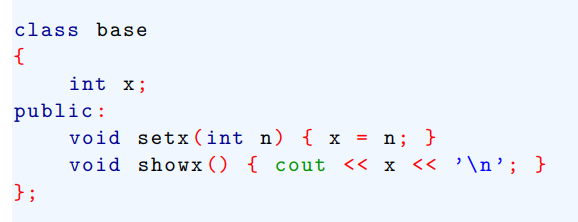 class base
{
    int x;
public:
    void setx(int n) { x = n; }
    void showx() { cout << x << ’\n’; }
};